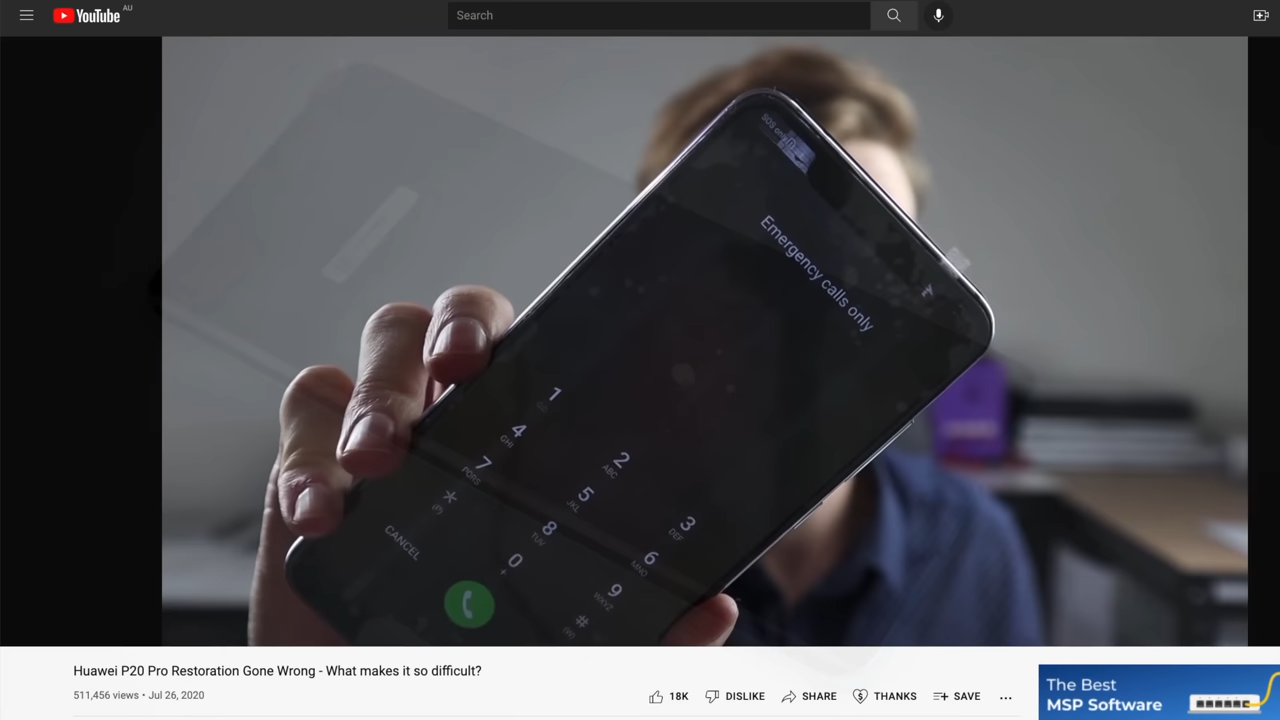 YouTube AU
Search
SOS only
Emergency calls only
1
2
ABC
3
DEF
4
GHI
5
JKL
6
MNO
7
PQRS
8
TUV
9
WXYZ
*
(P)
0
+
#
(W)
CANCEL
Huawei P20 Pro Restoration Gone Wrong - What makes it so difficult?
511,456 views • Jul 26, 2020
18K DISLIKE SHARE THANKS SAVE ...
The Best
MSP Software